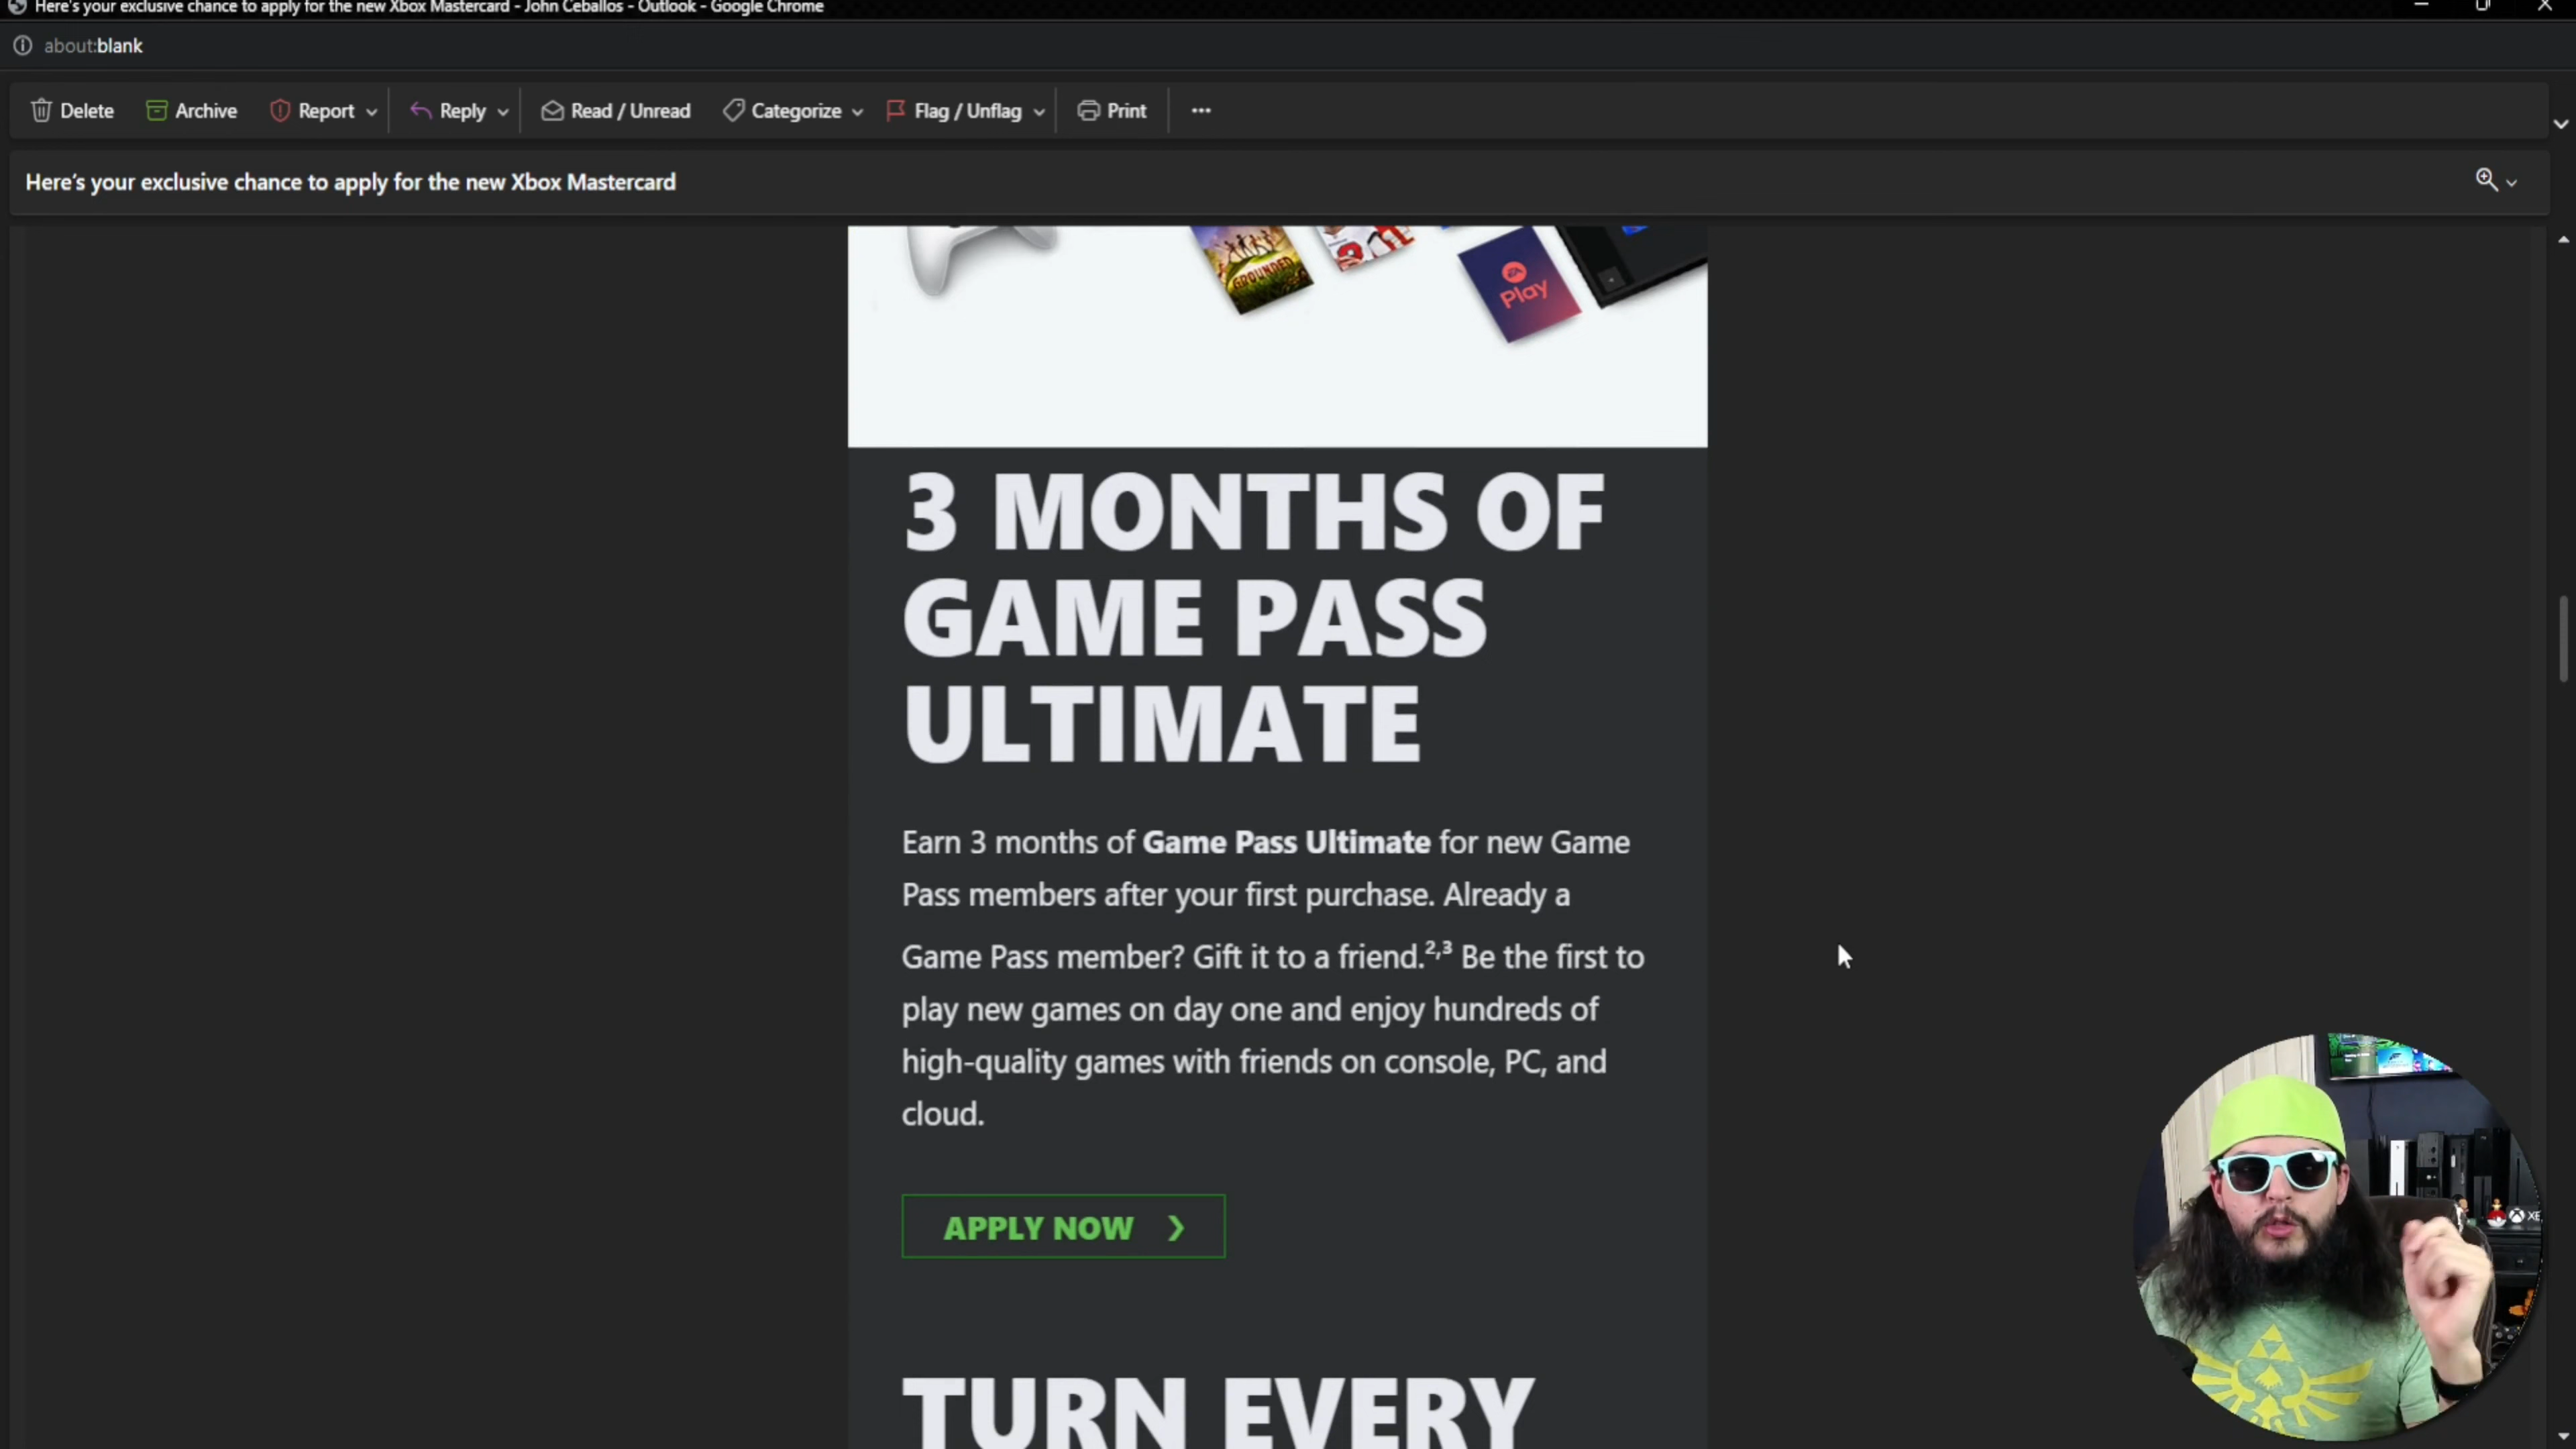 Here's your exclusive chance to apply for the new Xbox Mastercard - John Ceballos - Outlook - Google Chrome
about:blank
Delete Archive Report Reply Read / Unread Categorize Flag / Unflag Print
Here's your exclusive chance to apply for the new Xbox Mastercard
GROUNDED
EA
Play
3 MONTHS OF
GAME PASS
ULTIMATE
Earn 3 months of Game Pass Ultimate for new Game
Pass members after your first purchase. Already a
Game Pass member? Gift it to a friend.²,³ Be the first to
play new games on day one and enjoy hundreds of
high-quality games with friends on console, PC, and
cloud.
APPLY NOW
TURN EVERY